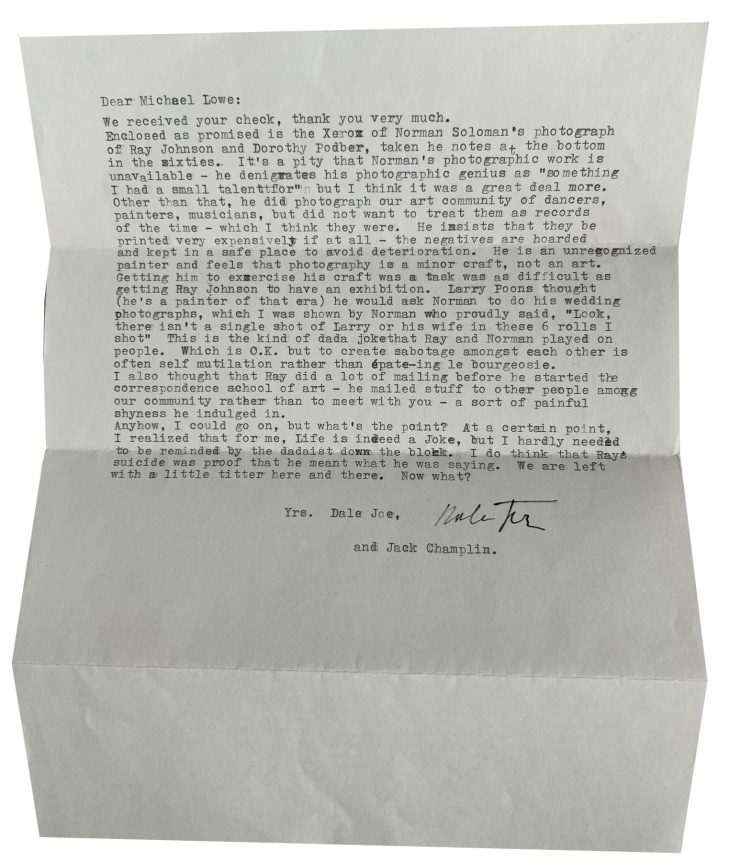 Dear Michael Lowe:
We received your check, thank you very much.
Enclosed as promised is the Xerox of Norman Soloman's photograph
of Ray Johnson and Dorothy Podber, taken he notes at the bottom
in the sixties. It's a pity that Norman's photographic work is
unavailable - he denigrates his photographic genius as "something
I had a small talenttfor" but I think it was a great deal more.
Other than that, he did photograph our art community of dancers,
painters, musicians, but did not want to treat them as records
of the time - which I think they were. He insists that they be
printed very expensively if at all - the negatives are hoarded
and kept in a safe place to avoid deterioration. He is an unregognized
painter and feels that photography is a minor craft, not an art.
Getting him to exmercise his craft was a task was as difficult as
getting Ray Johnson to have an exhibition. Larry Poons thought
(he's a painter of that era) he would ask Norman to do his wedding
photographs, which I was shown by Norman who proudly said, "Look,
there isn't a single shot of Larry or his wife in these 6 rolls I
shot" This is the kind of dada jokethat Ray and Norman played on
people. Which is O.K. but to create sabotage amongst each other is
often self mutilation rather than épate-ing le bourgeosie.
I also thought that Ray did a lot of mailing before he started the
correspondence school of art - he mailed stuff to other people among
our community rather than to meet with you - a sort of painful
shyness he indulged in.
Anyhow, I could go on, but what's the point? At a certain point,
I realized that for me, Life is indeed a Joke, but I hardly needed
to be reminded by the dadaist down the block. I do think that Rays
suicide was proof that he meant what he was saying. We are left
with a little titter here and there. Now what?
Yrs. Dale Joe, Dale Joe
and Jack Champlin.